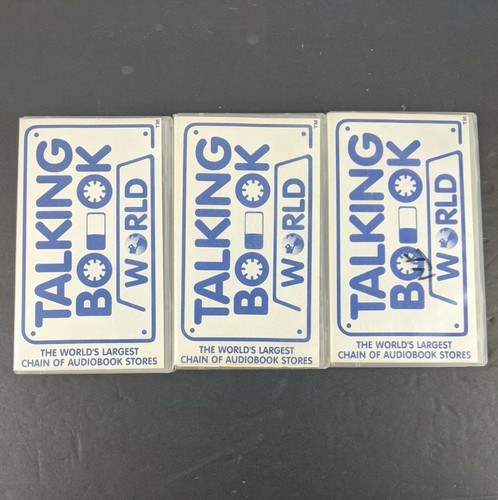 TALKING
BOOK
WORLD
TM
THE WORLD'S LARGEST
CHAIN OF AUDIOBOOK STORES
TALKING
BOOK
WORLD
TM
THE WORLD'S LARGEST
CHAIN OF AUDIOBOOK STORES
TALKING
BOOK
WORLD
TM
THE WORLD'S LARGEST
CHAIN OF AUDIOBOOK STORES